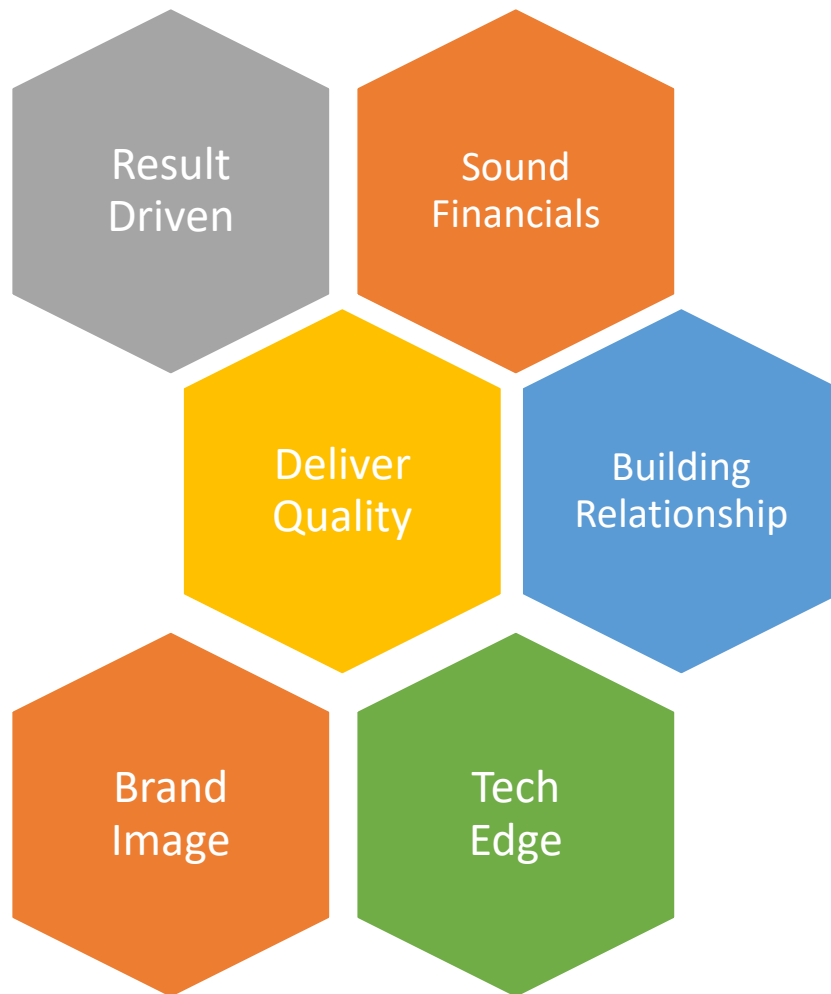 Result
Driven
Sound
Financials
Deliver
Quality
Building
Relationship
Brand
Image
Tech
Edge